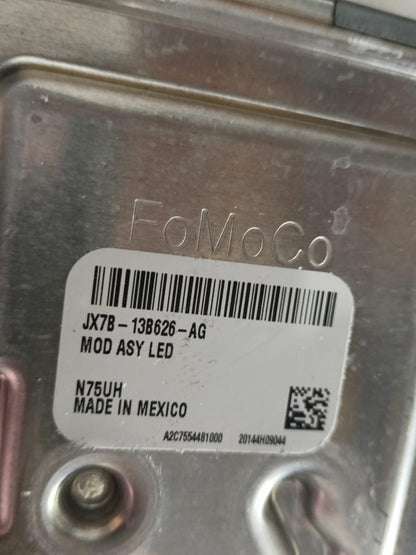 FoMoCo
JX7B-13B626-AG
MOD ASY LED
N75UH
MADE IN MEXICO
A2C7554481000 20144H09044